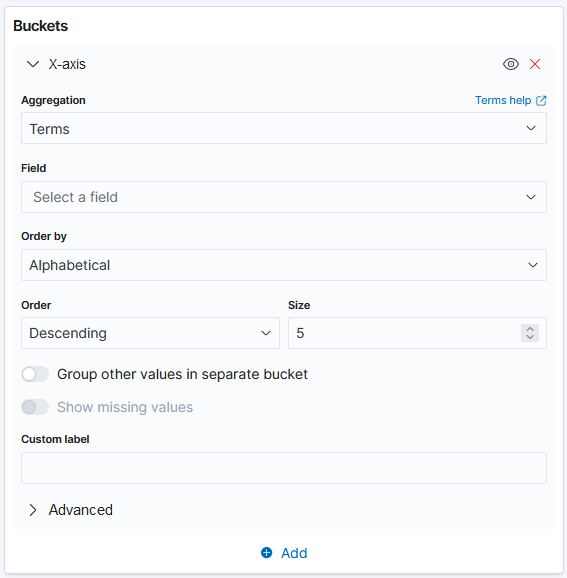 Buckets
X-axis
Aggregation Terms help
Terms
Field
Select a field
Order by
Alphabetical
Order Size
Descending 5
Group other values in separate bucket
Show missing values
Custom label
Advanced
Add